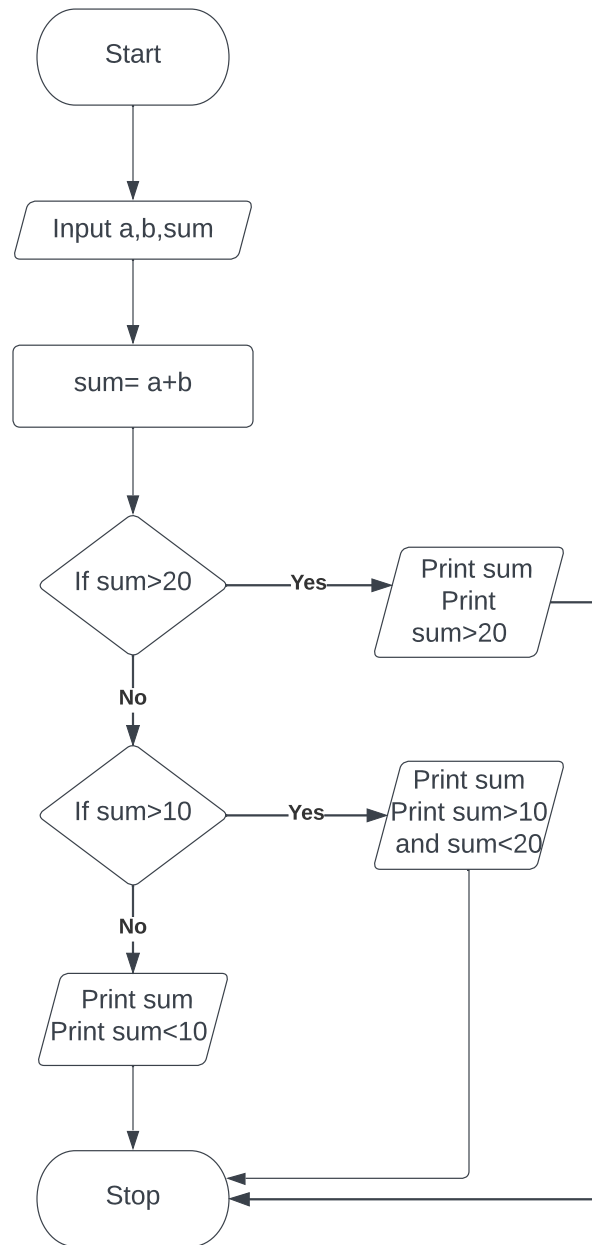 Start
Input a,b,sum
sum= a+b
If sum>20
Yes
Print sum
Print
sum>20
No
If sum>10
Yes
Print sum
Print sum>10
and sum<20
No
Print sum
Print sum<10
Stop